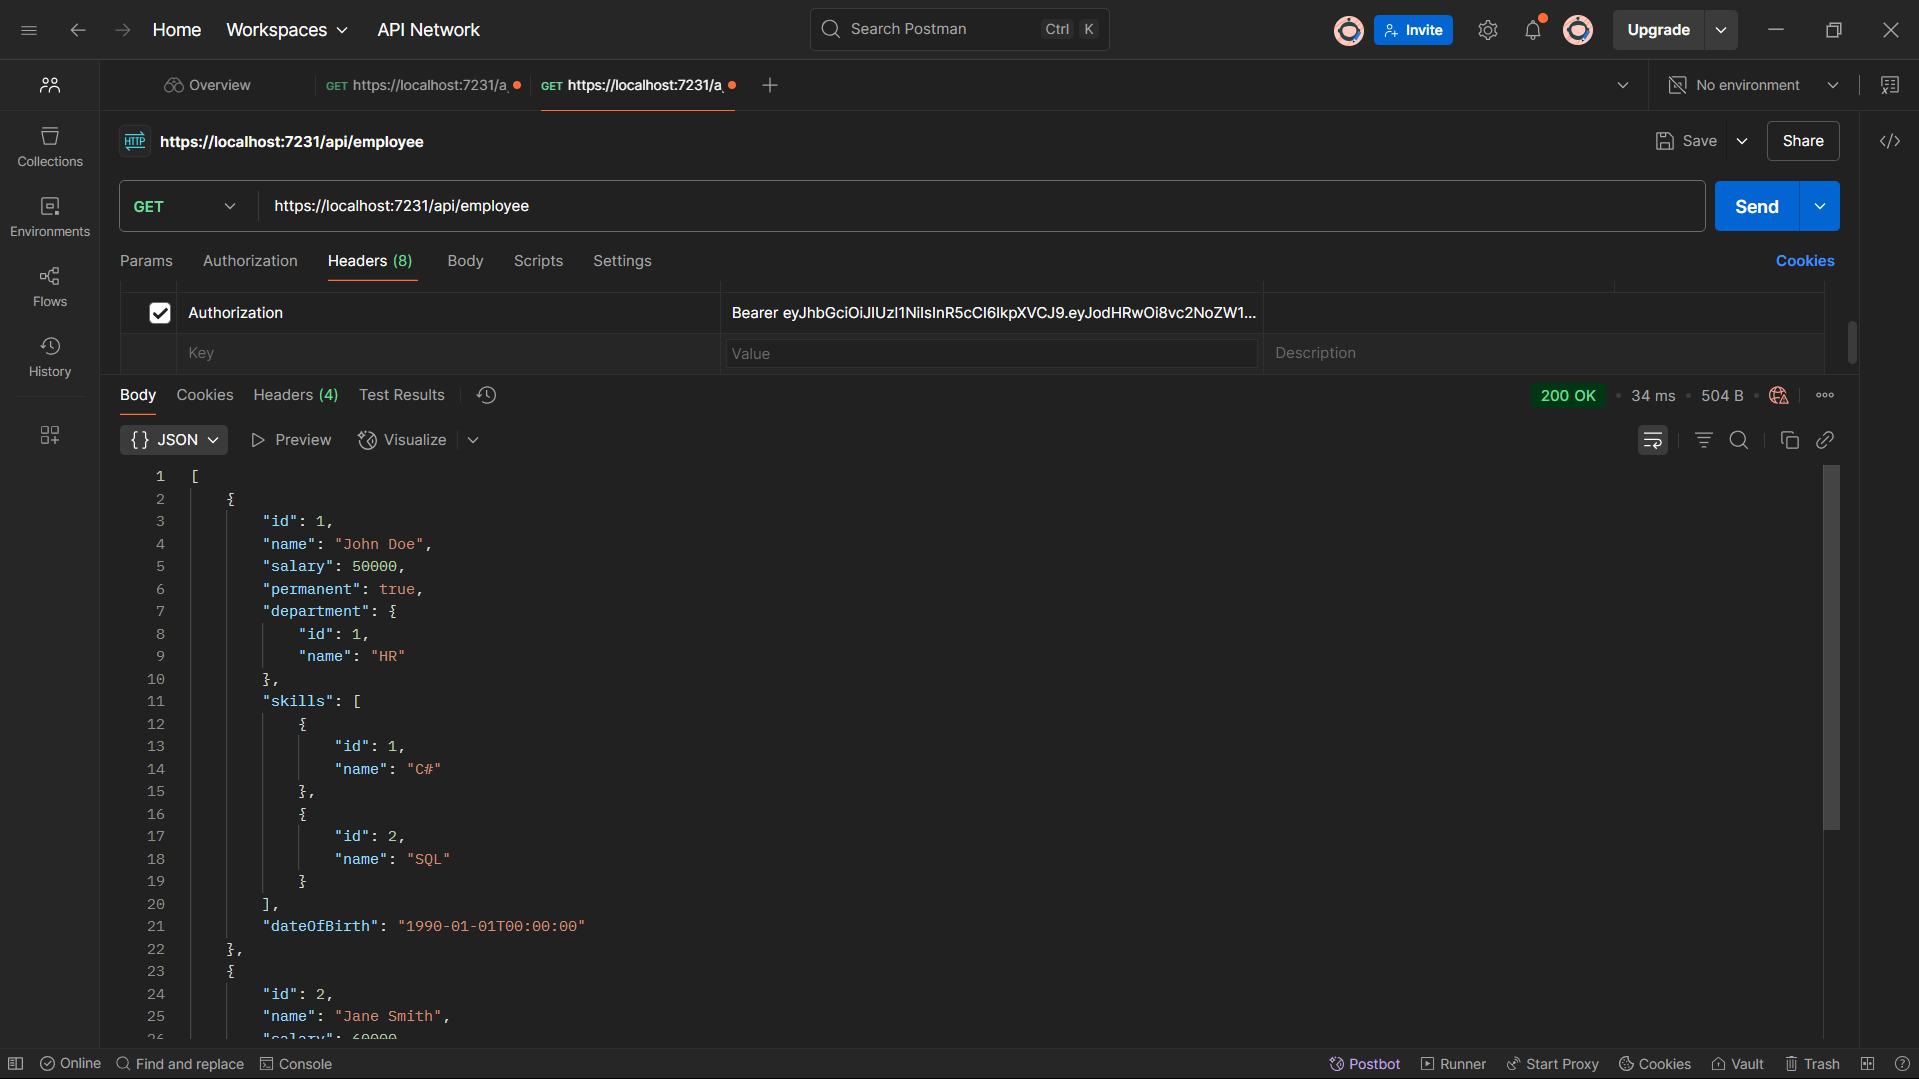 Home Workspaces API Network Search Postman Ctrl K Invite Upgrade
Overview GET https://localhost:7231/a GET https://localhost:7231/a No environment
HTTP https://localhost:7231/api/employee Save Share
Collections
GET https://localhost:7231/api/employee Send
Environments
Params Authorization Headers (8) Body Scripts Settings Cookies
Flows
Authorization Bearer eyJhbGciOiJIUzI1NiIsInR5cCI6IkpXVCJ9.eyJodHRwOi8vc2NoZW1...
Key Value Description
History
Body Cookies Headers (4) Test Results 200 OK • 34 ms • 504 B
{} JSON Preview Visualize
1 [
2 {
3 "id": 1,
4 "name": "John Doe",
5 "salary": 50000,
6 "permanent": true,
7 "department": {
8 "id": 1,
9 "name": "HR"
10 },
11 "skills": [
12 {
13 "id": 1,
14 "name": "C#"
15 },
16 {
17 "id": 2,
18 "name": "SQL"
19 }
20 ],
21 "dateOfBirth": "1990-01-01T00:00:00"
22 },
23 {
24 "id": 2,
25 "name": "Jane Smith",
26 "salary": 60000
Online Find and replace Console Postbot Runner Start Proxy Cookies Vault Trash